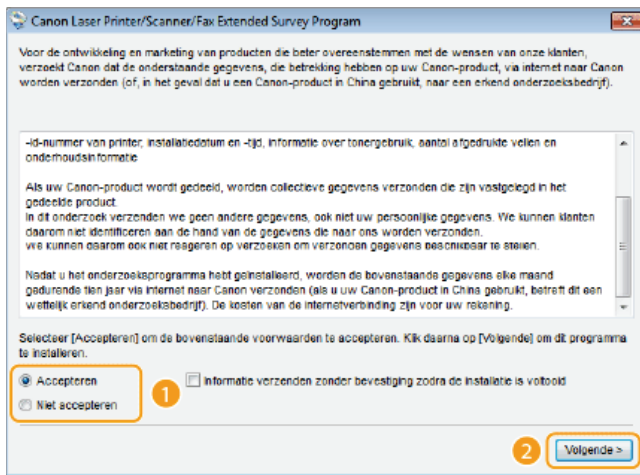 Canon Laser Printer/Scanner/Fax Extended Survey Program
Voor de ontwikkeling en marketing van producten die beter overeenstemmen met de wensen van onze klanten,
verzoekt Canon dat de onderstaande gegevens, die betrekking hebben op uw Canon-product, via internet naar Canon
worden verzonden (of, in het geval dat u een Canon-product in China gebruikt, naar een erkend onderzoeksbedrijf).
-Id-nummer van printer, installatiedatum en -tijd, informatie over tonergebruik, aantal afgedrukte vellen en
onderhoudsinformatie
Als uw Canon-product wordt gedeeld, worden collectieve gegevens verzonden die zijn vastgelegd in het
gedeelde product.
In dit onderzoek verzenden we geen andere gegevens, ook niet uw persoonlijke gegevens. We kunnen klanten
daarom niet identificeren aan de hand van de gegevens die naar ons worden verzonden.
We kunnen daarom ook niet reageren op verzoeken om verzonden gegevens beschikbaar te stellen.
Nadat u het onderzoeksprogramma hebt geïnstalleerd, worden de bovenstaande gegevens elke maand
gedurende tien jaar via internet naar Canon verzonden (als u uw Canon-product in China gebruikt, betreft dit een
wettelijk erkend onderzoeksbedrijf). De kosten van de internetverbinding zijn voor uw rekening.
Selecteer [Accepteren] om de bovenstaande voorwaarden te accepteren. Klik daarna op [Volgende] om dit programma
te installeren.
Accepteren
1
Informatie verzenden zonder bevestiging zodra de installatie is voltooid
Niet accepteren
2
Volgende >